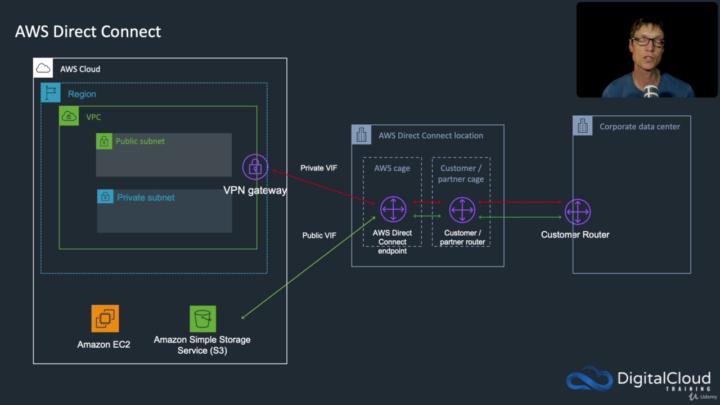 AWS Direct Connect
AWS Cloud
Region
VPC
Public subnet
Private subnet
VPN gateway
Private VIF
Public VIF
AWS Direct Connect location
AWS cage
Customer /
partner cage
AWS Direct
Connect
endpoint
Customer /
partner router
Corporate data center
Customer Router
Amazon EC2
Amazon Simple Storage
Service (S3)
DigitalCloud
TRAINING
Udemy